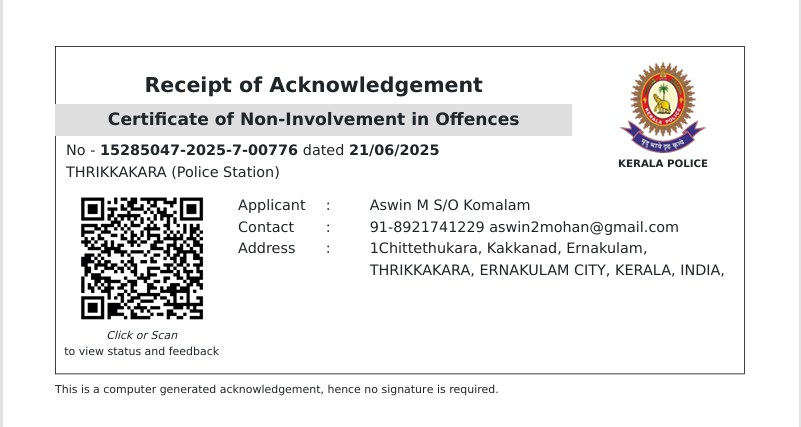 Receipt of Acknowledgement
Certificate of Non-Involvement in Offences
No - 15285047-2025-7-00776 dated 21/06/2025
THRIKKAKARA (Police Station)
KERALA POLICE
KERALA POLICE
Applicant : Aswin M S/O Komalam
Contact : 91-8921741229 aswin2mohan@gmail.com
Address : 1Chittethukara, Kakkanad, Ernakulam,
THRIKKAKARA, ERNAKULAM CITY, KERALA, INDIA,
Click or Scan
to view status and feedback
This is a computer generated acknowledgement, hence no signature is required.